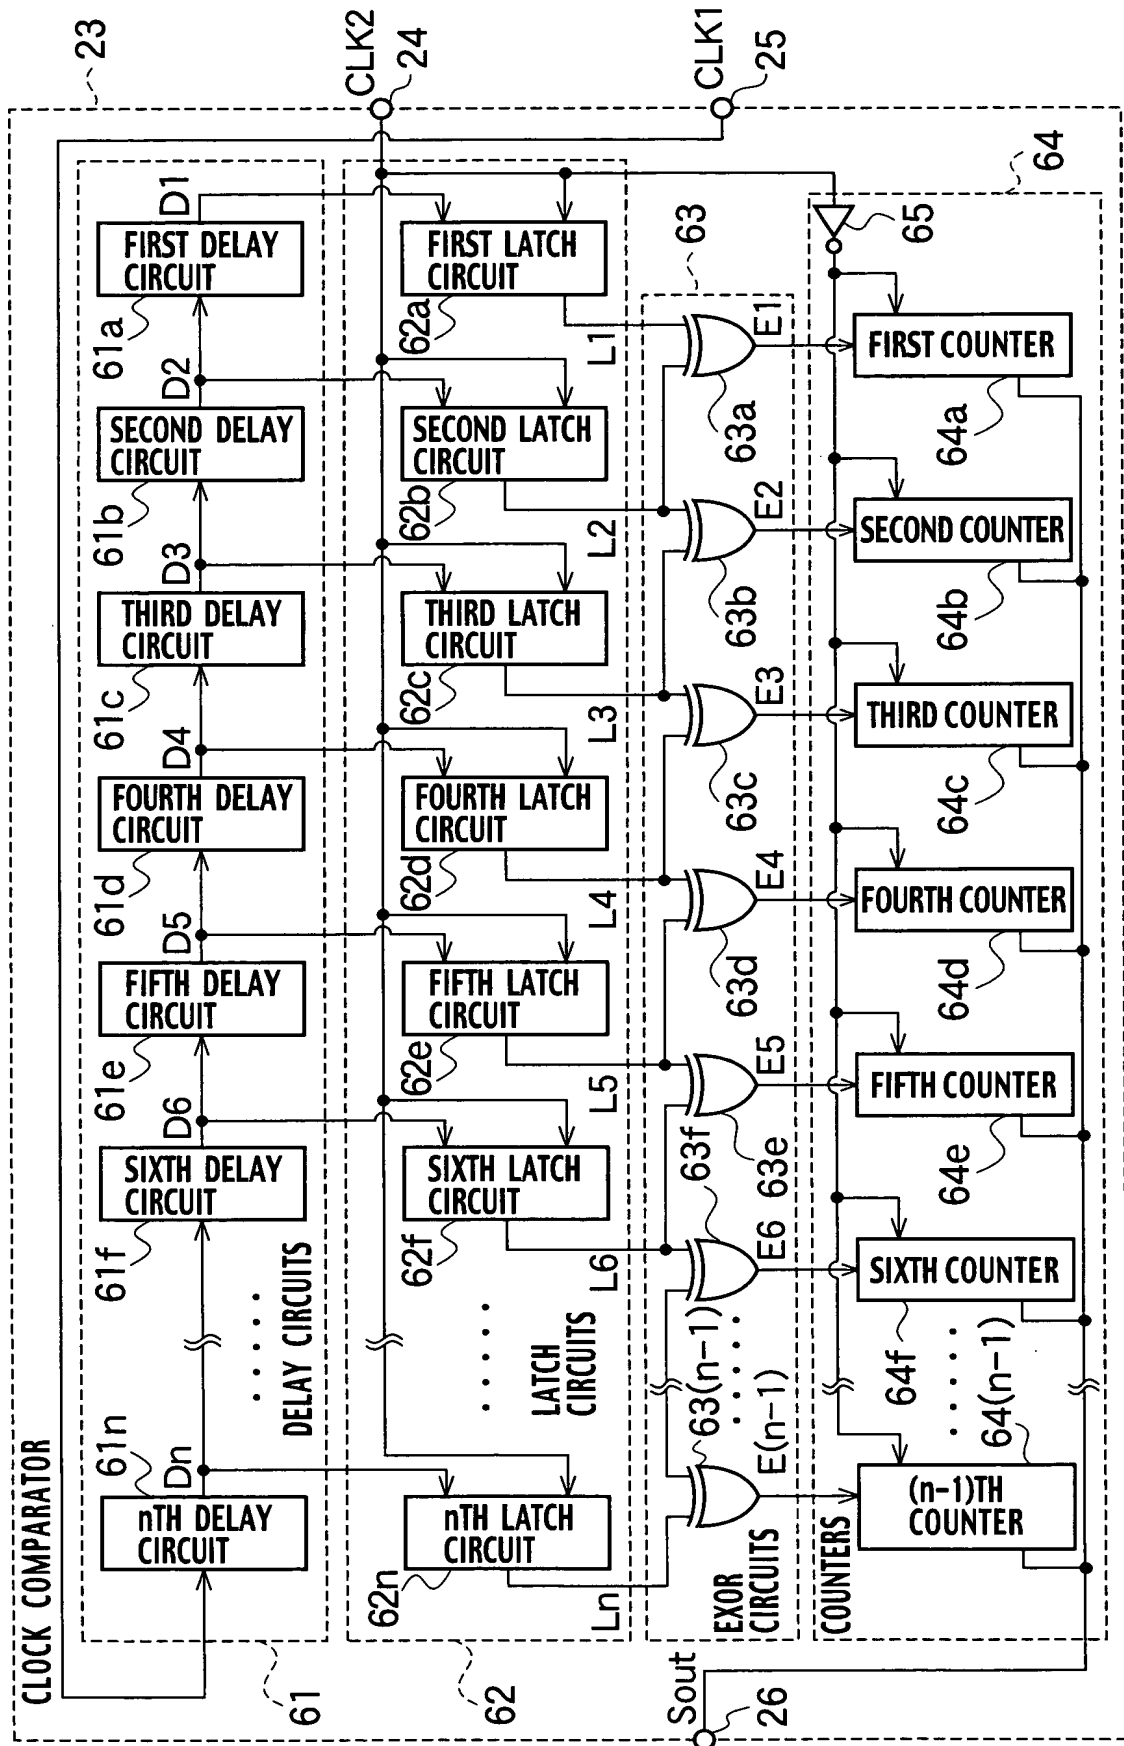 CLOCK COMPARATOR
23
61
DELAY CIRCUITS
61n
nTH DELAY
CIRCUIT
Dn
61f
SIXTH DELAY
CIRCUIT
D6
61e
FIFTH DELAY
CIRCUIT
D5
61d
FOURTH DELAY
CIRCUIT
D4
61c
THIRD DELAY
CIRCUIT
D3
61b
SECOND DELAY
CIRCUIT
D2
61a
FIRST DELAY
CIRCUIT
D1
CLK2
24
62
LATCH
CIRCUITS
62n
nTH LATCH
CIRCUIT
Ln
62f
SIXTH LATCH
CIRCUIT
L6
62e
FIFTH LATCH
CIRCUIT
L5
62d
FOURTH LATCH
CIRCUIT
L4
62c
THIRD LATCH
CIRCUIT
L3
62b
SECOND LATCH
CIRCUIT
L2
62a
FIRST LATCH
CIRCUIT
L1
CLK1
25
63
EXOR
CIRCUITS
63(n-1)
E(n-1)
63f
E6
63e
E5
63d
E4
63c
E3
63b
E2
63a
E1
Sout
26
64
65
COUNTERS
(n-1)TH
COUNTER
64(n-1)
SIXTH COUNTER
64f
FIFTH COUNTER
64e
FOURTH COUNTER
64d
THIRD COUNTER
64c
SECOND COUNTER
64b
FIRST COUNTER
64a